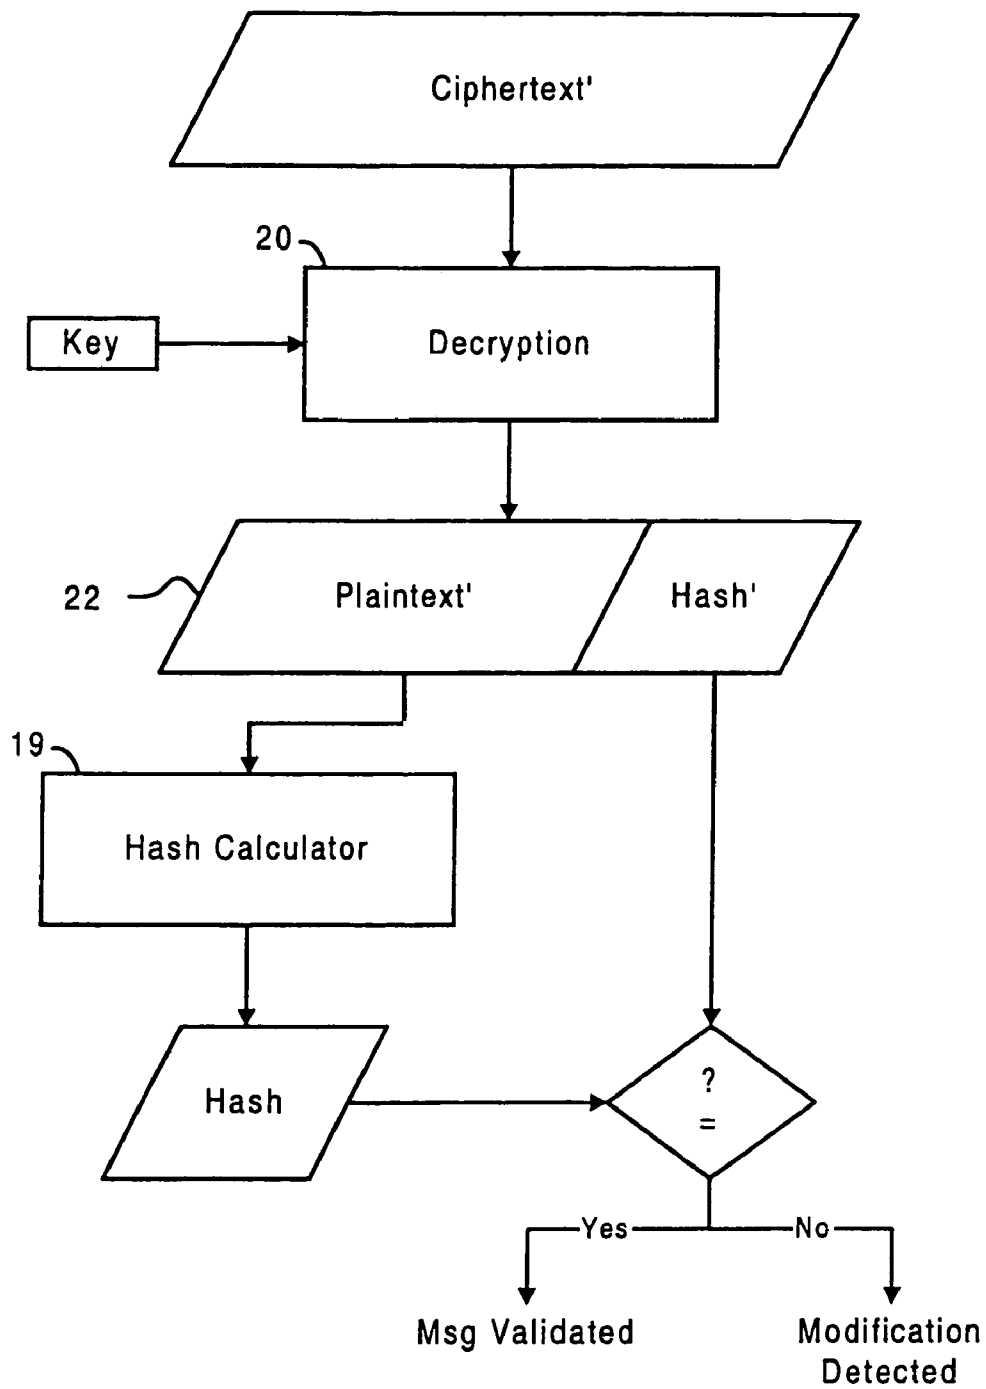 Ciphertext'
20
Key
Decryption
22
Plaintext'
Hash'
19
Hash Calculator
Hash
?
=
Yes
No
Msg Validated
Modification
Detected